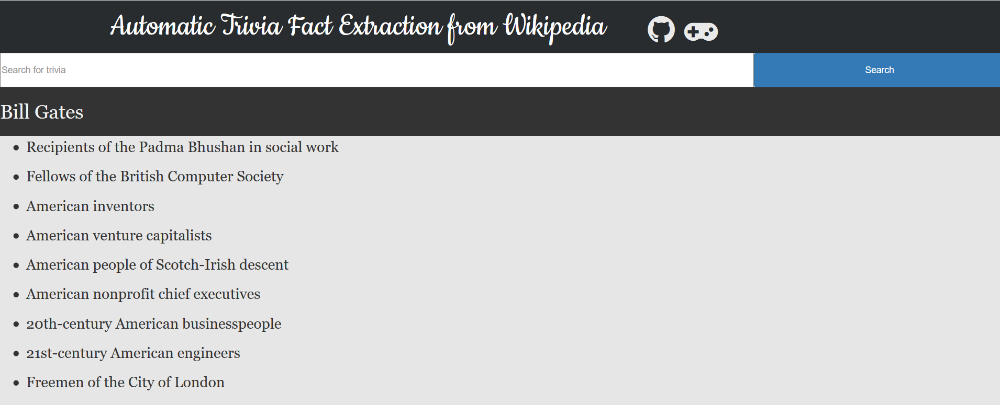 Automatic Trivia Fact Extraction from Wikipedia
Search for trivia
Search
Bill Gates
Recipients of the Padma Bhushan in social work
Fellows of the British Computer Society
American inventors
American venture capitalists
American people of Scotch-Irish descent
American nonprofit chief executives
20th-century American businesspeople
21st-century American engineers
Freemen of the City of London